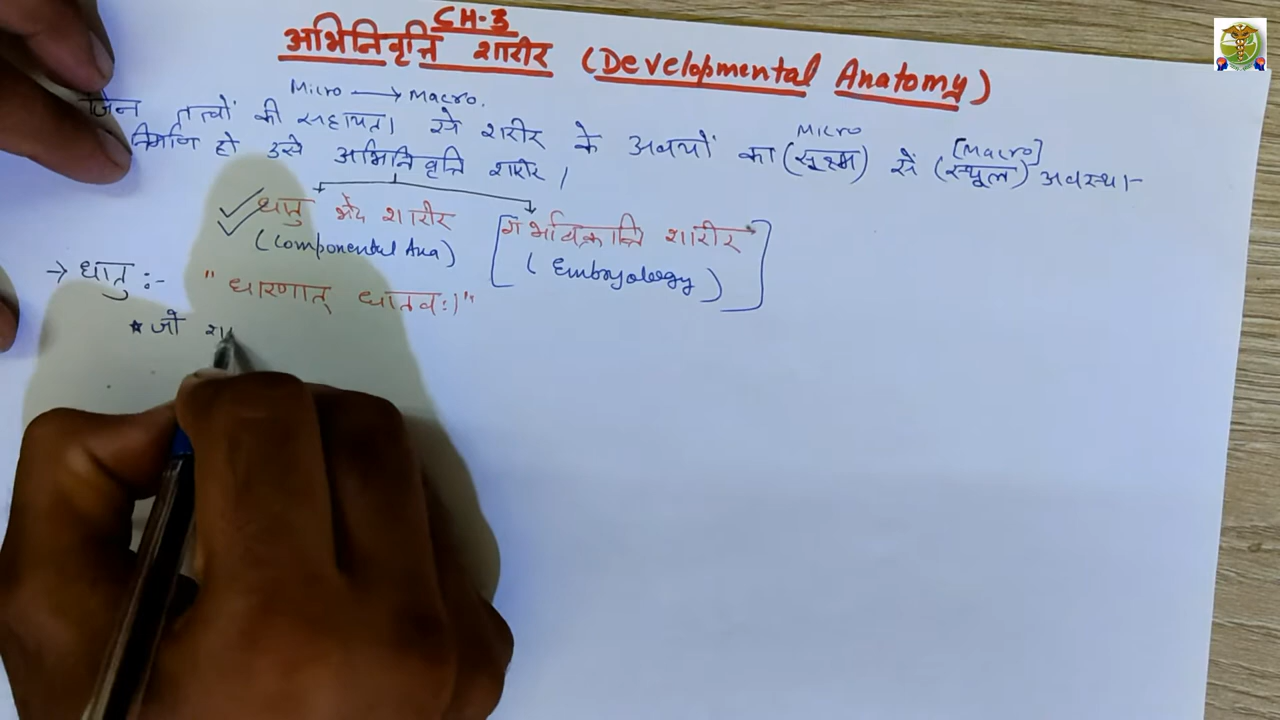 CH-3
अभिनिवृत्ति शारीर (Developmental Anatomy)
Micro → Macro.
जिन तत्वों की सहायता से शरीर के अवयवों का (सूक्ष्म) से (स्थूल) अवस्था-
Micro [Macro]
निर्माण हो उसे अभिनिवृत्ति शारीर ।
धातु भेद शारीर
(Componental Ana)
गर्भावक्रान्ति शारीर
(Embryology)
→ धातु :- "धारणात् धातवः।"
* जो श